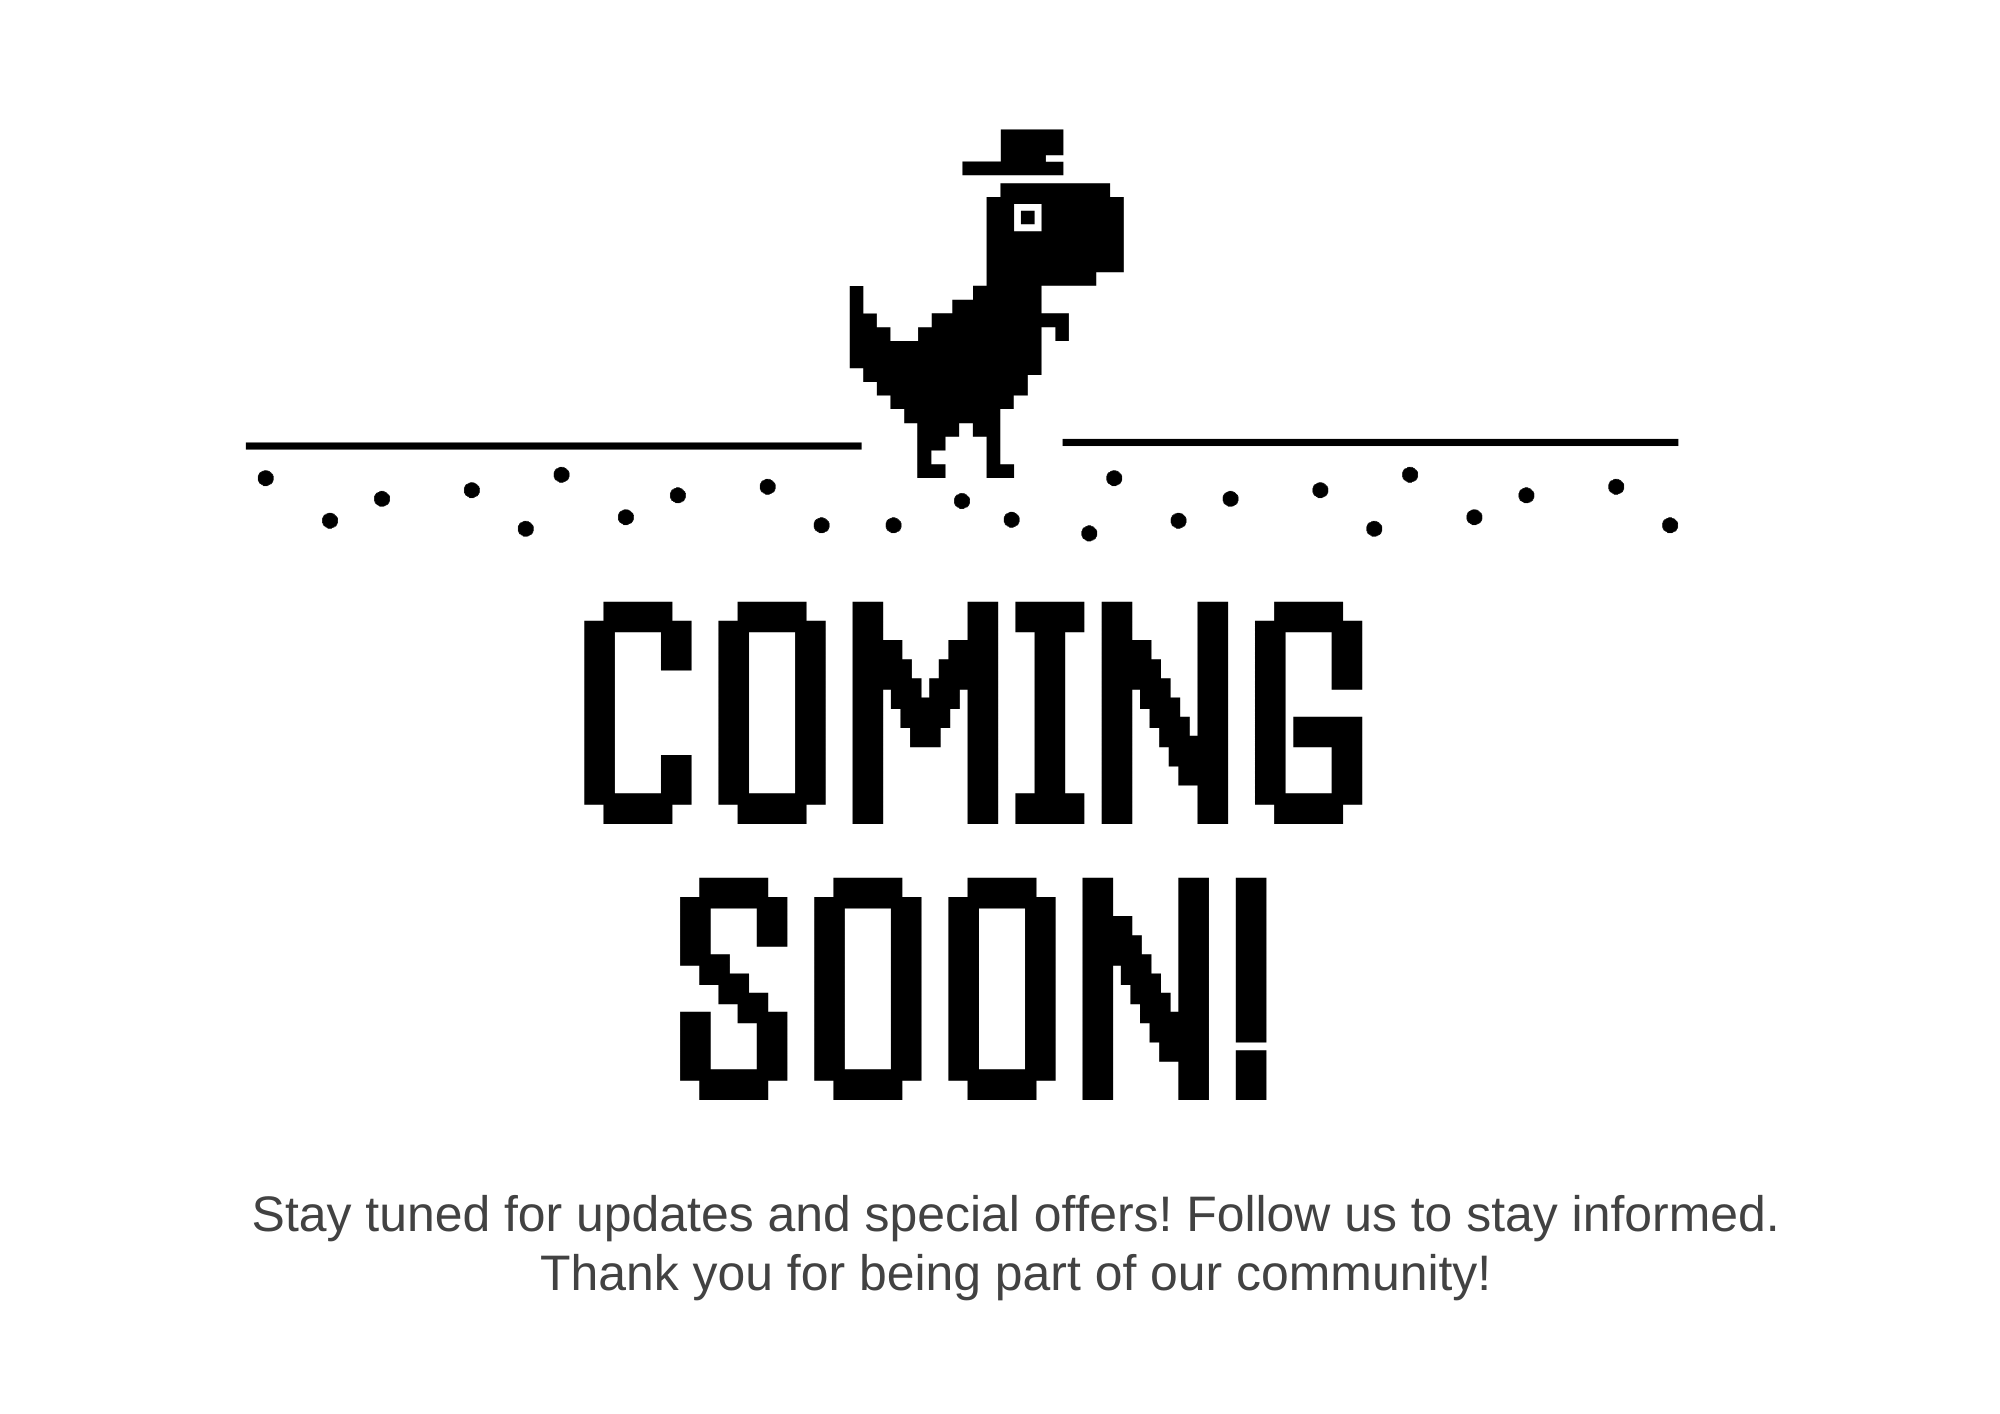 COMING
SOON!
Stay tuned for updates and special offers! Follow us to stay informed.
Thank you for being part of our community!